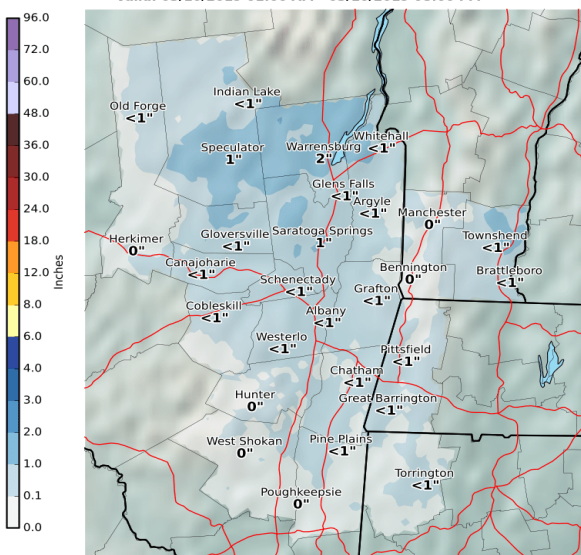 96.0
72.0
60.0
48.0
36.0
30.0
24.0
18.0
12.0
8.0
6.0
5.0
4.0
3.0
2.0
1.0
0.1
0.0
Inches
Indian Lake
<1"
Old Forge
<1"
Speculator
1"
Warrensburg
2"
Whitehall
<1"
Glens Falls
<1"
Argyle
<1"
Manchester
0"
Herkimer
0"
Gloversville
<1"
Saratoga Springs
1"
Townshend
<1"
Canajoharie
<1"
Schenectady
<1"
Bennington
0"
Brattleboro
<1"
Grafton
<1"
Cobleskill
<1"
Albany
<1"
Westerlo
<1"
Pittsfield
<1"
Chatham
<1"
Hunter
0"
Great Barrington
<1"
West Shokan
0"
Pine Plains
<1"
Torrington
<1"
Poughkeepsie
0"